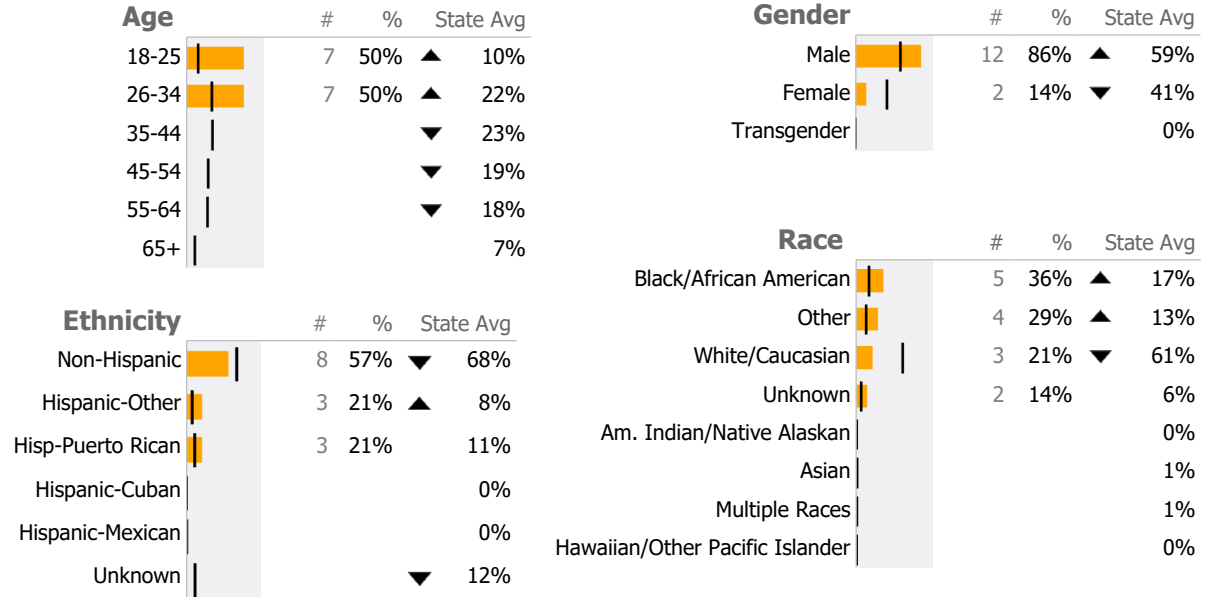 Age # % State Avg
18-25 7 50% ▲ 10%
26-34 7 50% ▲ 22%
35-44 ▼ 23%
45-54 ▼ 19%
55-64 ▼ 18%
65+ 7%
Ethnicity # % State Avg
Non-Hispanic 8 57% ▼ 68%
Hispanic-Other 3 21% ▲ 8%
Hisp-Puerto Rican 3 21% 11%
Hispanic-Cuban 0%
Hispanic-Mexican 0%
Unknown ▼ 12%
Gender # % State Avg
Male 12 86% ▲ 59%
Female 2 14% ▼ 41%
Transgender 0%
Race # % State Avg
Black/African American 5 36% ▲ 17%
Other 4 29% ▲ 13%
White/Caucasian 3 21% ▼ 61%
Unknown 2 14% 6%
Am. Indian/Native Alaskan 0%
Asian 1%
Multiple Races 1%
Hawaiian/Other Pacific Islander 0%